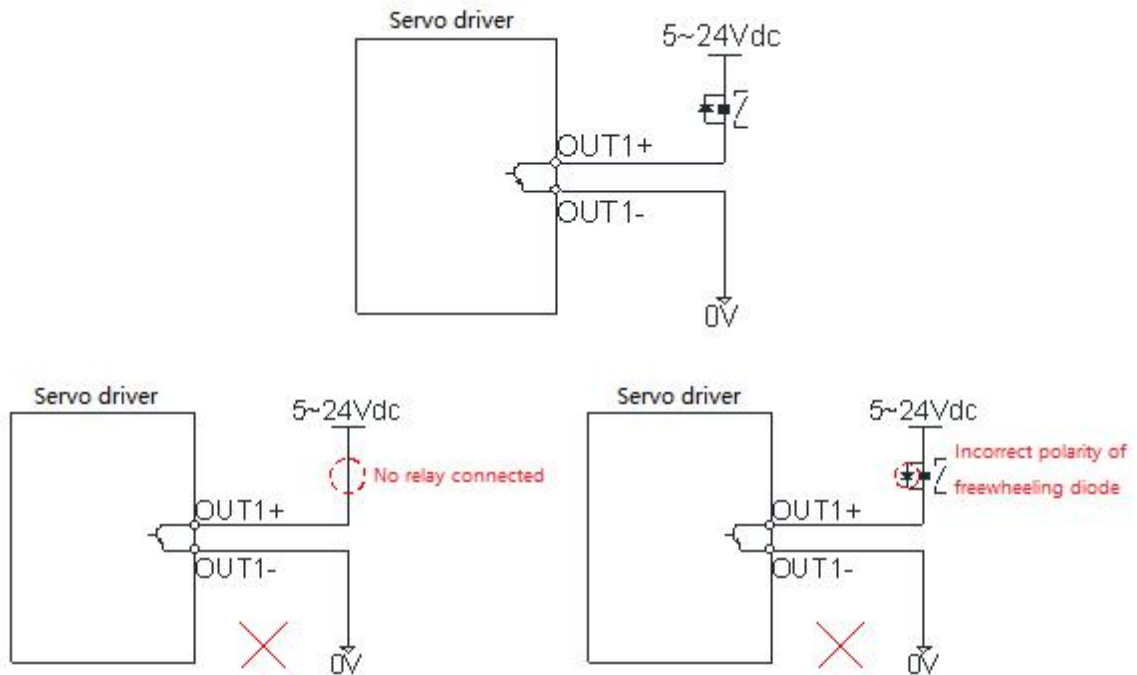 Servo driver
5~24Vdc
OUT1+
OUT1-
0V
Servo driver
5~24Vdc
No relay connected
OUT1+
OUT1-
0V
Servo driver
5~24Vdc
Incorrect polarity of
freewheeling diode
OUT1+
OUT1-
0V